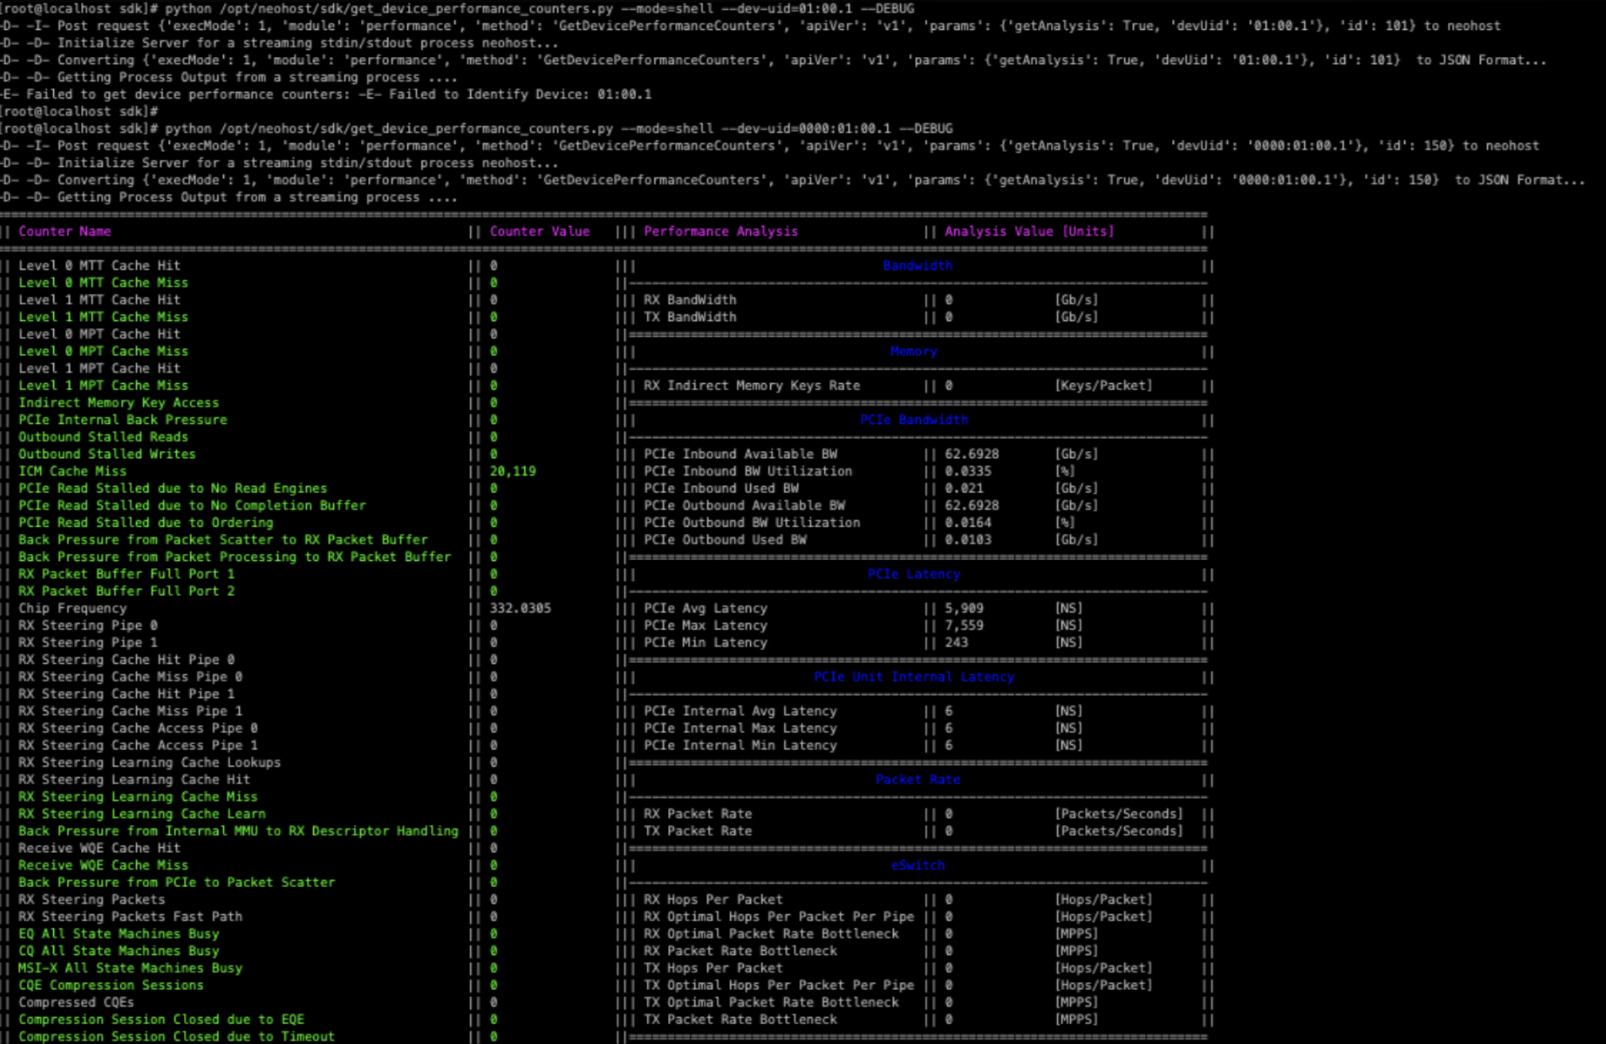 [root@localhost sdk]# python /opt/neohost/sdk/get_device_performance_counters.py --mode=shell --dev-uid=01:00.1 --DEBUG
-D- -I- Post request {'execMode': 1, 'module': 'performance', 'method': 'GetDevicePerformanceCounters', 'apiVer': 'v1', 'params': {'getAnalysis': True, 'devUid': '01:00.1'}, 'id': 101} to neohost
-D- -D- Initialize Server for a streaming stdin/stdout process neohost...
-D- -D- Converting {'execMode': 1, 'module': 'performance', 'method': 'GetDevicePerformanceCounters', 'apiVer': 'v1', 'params': {'getAnalysis': True, 'devUid': '01:00.1'}, 'id': 101}  to JSON Format...
-D- -D- Getting Process Output from a streaming process ....
-E- Failed to get device performance counters: -E- Failed to Identify Device: 01:00.1
[root@localhost sdk]#
[root@localhost sdk]# python /opt/neohost/sdk/get_device_performance_counters.py --mode=shell --dev-uid=0000:01:00.1 --DEBUG
-D- -I- Post request {'execMode': 1, 'module': 'performance', 'method': 'GetDevicePerformanceCounters', 'apiVer': 'v1', 'params': {'getAnalysis': True, 'devUid': '0000:01:00.1'}, 'id': 150} to neohost
-D- -D- Initialize Server for a streaming stdin/stdout process neohost...
-D- -D- Converting {'execMode': 1, 'module': 'performance', 'method': 'GetDevicePerformanceCounters', 'apiVer': 'v1', 'params': {'getAnalysis': True, 'devUid': '0000:01:00.1'}, 'id': 150}  to JSON Format...
-D- -D- Getting Process Output from a streaming process ....
|| Counter Name || Counter Value ||| Performance Analysis || Analysis Value [Units] ||
|| Level 0 MTT Cache Hit || 0 ||| Bandwidth ||
|| Level 0 MTT Cache Miss || 0 ||
|| Level 1 MTT Cache Hit || 0 ||| RX BandWidth || 0 [Gb/s] ||
|| Level 1 MTT Cache Miss || 0 ||| TX BandWidth || 0 [Gb/s] ||
|| Level 0 MPT Cache Hit || 0 ||
|| Level 0 MPT Cache Miss || 0 ||| Memory ||
|| Level 1 MPT Cache Hit || 0 ||
|| Level 1 MPT Cache Miss || 0 ||| RX Indirect Memory Keys Rate || 0 [Keys/Packet] ||
|| Indirect Memory Key Access || 0 ||
|| PCIe Internal Back Pressure || 0 ||| PCIe Bandwidth ||
|| Outbound Stalled Reads || 0 ||
|| Outbound Stalled Writes || 0 ||| PCIe Inbound Available BW || 62.6928 [Gb/s] ||
|| ICM Cache Miss || 20,119 ||| PCIe Inbound BW Utilization || 0.0335 [%] ||
|| PCIe Read Stalled due to No Read Engines || 0 ||| PCIe Inbound Used BW || 0.021 [Gb/s] ||
|| PCIe Read Stalled due to No Completion Buffer || 0 ||| PCIe Outbound Available BW || 62.6928 [Gb/s] ||
|| PCIe Read Stalled due to Ordering || 0 ||| PCIe Outbound BW Utilization || 0.0164 [%] ||
|| Back Pressure from Packet Scatter to RX Packet Buffer || 0 ||| PCIe Outbound Used BW || 0.0103 [Gb/s] ||
|| Back Pressure from Packet Processing to RX Packet Buffer || 0 ||
|| RX Packet Buffer Full Port 1 || 0 ||| PCIe Latency ||
|| RX Packet Buffer Full Port 2 || 0 ||
|| Chip Frequency || 332.0305 ||| PCIe Avg Latency || 5,909 [NS] ||
|| RX Steering Pipe 0 || 0 ||| PCIe Max Latency || 7,559 [NS] ||
|| RX Steering Pipe 1 || 0 ||| PCIe Min Latency || 243 [NS] ||
|| RX Steering Cache Hit Pipe 0 || 0 ||
|| RX Steering Cache Miss Pipe 0 || 0 ||| PCIe Unit Internal Latency ||
|| RX Steering Cache Hit Pipe 1 || 0 ||
|| RX Steering Cache Miss Pipe 1 || 0 ||| PCIe Internal Avg Latency || 6 [NS] ||
|| RX Steering Cache Access Pipe 0 || 0 ||| PCIe Internal Max Latency || 6 [NS] ||
|| RX Steering Cache Access Pipe 1 || 0 ||| PCIe Internal Min Latency || 6 [NS] ||
|| RX Steering Learning Cache Lookups || 0 ||
|| RX Steering Learning Cache Hit || 0 ||| Packet Rate ||
|| RX Steering Learning Cache Miss || 0 ||
|| RX Steering Learning Cache Learn || 0 ||| RX Packet Rate || 0 [Packets/Seconds] ||
|| Back Pressure from Internal MMU to RX Descriptor Handling || 0 ||| TX Packet Rate || 0 [Packets/Seconds] ||
|| Receive WQE Cache Hit || 0 ||
|| Receive WQE Cache Miss || 0 ||| eSwitch ||
|| Back Pressure from PCIe to Packet Scatter || 0 ||
|| RX Steering Packets || 0 ||| RX Hops Per Packet || 0 [Hops/Packet] ||
|| RX Steering Packets Fast Path || 0 ||| RX Optimal Hops Per Packet Per Pipe || 0 [Hops/Packet] ||
|| EQ All State Machines Busy || 0 ||| RX Optimal Packet Rate Bottleneck || 0 [MPPS] ||
|| CQ All State Machines Busy || 0 ||| RX Packet Rate Bottleneck || 0 [MPPS] ||
|| MSI-X All State Machines Busy || 0 ||| TX Hops Per Packet || 0 [Hops/Packet] ||
|| CQE Compression Sessions || 0 ||| TX Optimal Hops Per Packet Per Pipe || 0 [Hops/Packet] ||
|| Compressed CQEs || 0 ||| TX Optimal Packet Rate Bottleneck || 0 [MPPS] ||
|| Compression Session Closed due to EQE || 0 ||| TX Packet Rate Bottleneck || 0 [MPPS] ||
|| Compression Session Closed due to Timeout || 0 ||